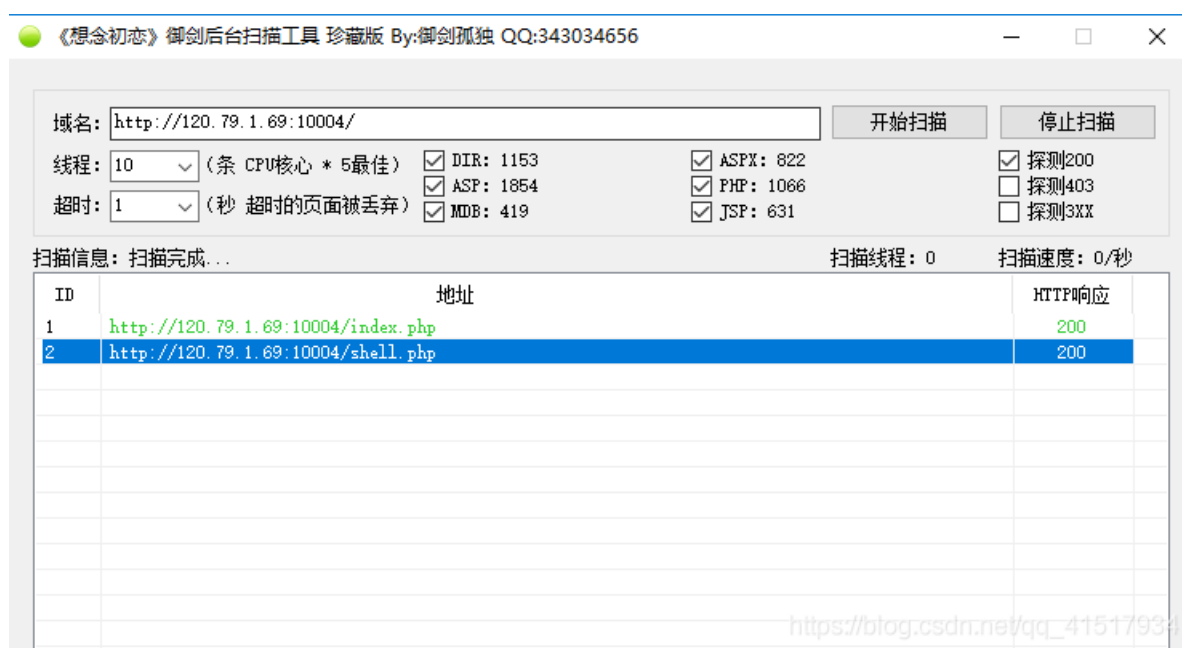 《想念初恋》御剑后台扫描工具 珍藏版 By:御剑孤独 QQ:343034656
域名: http://120.79.1.69:10004/ 开始扫描 停止扫描
线程: 10 (条 CPU核心 * 5最佳) DIR: 1153 ASPX: 822 探测200
ASP: 1854 PHP: 1066 探测403
超时: 1 (秒 超时的页面被丢弃) MDB: 419 JSP: 631 探测3XX
扫描信息: 扫描完成... 扫描线程: 0 扫描速度: 0/秒
ID 地址 HTTP响应
1 http://120.79.1.69:10004/index.php 200
2 http://120.79.1.69:10004/shell.php 200
https://blog.csdn.net/qq_41517934